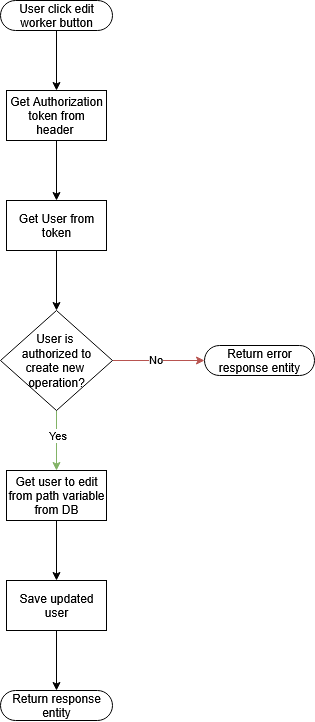 User click edit
worker button
Get Authorization
token from
header
Get User from
token
User is
authorized to
create new
operation?
No
Return error
response entity
Yes
Get user to edit
from path variable
from DB
Save updated
user
Return response
entity